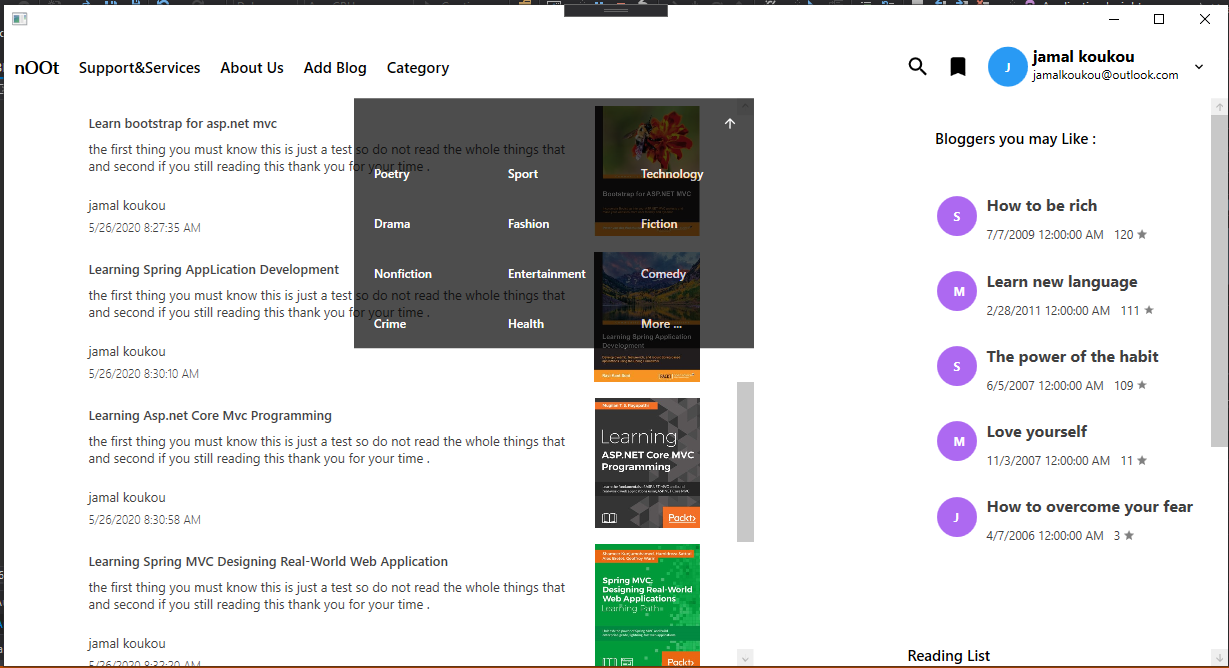 nOOt Support&Services About Us Add Blog Category
J jamal koukou
jamalkoukou@outlook.com
Learn bootstrap for asp.net mvc
the first thing you must know this is just a test so do not read the whole things that
and second if you still reading this thank you for your time .
jamal koukou
5/26/2020 8:27:35 AM
Learning Spring AppLication Development
the first thing you must know this is just a test so do not read the whole things that
and second if you still reading this thank you for your time .
jamal koukou
5/26/2020 8:30:10 AM
Learning Asp.net Core Mvc Programming
the first thing you must know this is just a test so do not read the whole things that
and second if you still reading this thank you for your time .
jamal koukou
5/26/2020 8:30:58 AM
Learning Spring MVC Designing Real-World Web Application
the first thing you must know this is just a test so do not read the whole things that
and second if you still reading this thank you for your time .
jamal koukou
5/26/2020 8:32:20 AM
Poetry Sport Technology
Drama Fashion Fiction
Nonfiction Entertainment Comedy
Crime Health More ...
Bootstrap for ASP.NET MVC
Learning Spring Application
Development
Learning
ASP.NET Core MVC
Programming
Packt>
Spring MVC:
Designing Real-World
Web Applications
Learning Path
Packt>
Bloggers you may Like :
S How to be rich
7/7/2009 12:00:00 AM 120 ★
M Learn new language
2/28/2011 12:00:00 AM 111 ★
S The power of the habit
6/5/2007 12:00:00 AM 109 ★
M Love yourself
11/3/2007 12:00:00 AM 11 ★
J How to overcome your fear
4/7/2006 12:00:00 AM 3 ★
Reading List